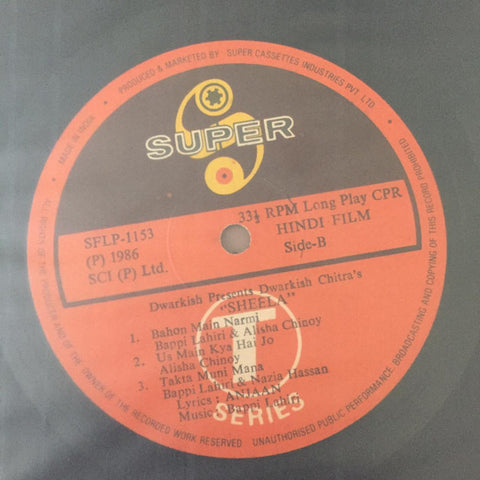 PRODUCED & MARKETED BY • SUPER CASSETTES INDUSTRIES PVT. LTD.
MADE IN INDIA
SUPER
SFLP-1153
(P) 1986
SCI (P) Ltd.
33⅓ RPM Long Play CPR
HINDI FILM
Side-B
Dwarkish Presents Dwarkish Chitra's
"SHEELA"
1. Bahon Main Narmi
Bappi Lahiri & Alisha Chinoy
2. Us Main Kya Hai Jo
Alisha Chinoy
3. Takta Muni Mana
Bappi Lahiri & Nazia Hassan
Lyrics : ANJAAN
Music : Bappi Lahiri
T
SERIES
ALL RIGHTS OF THE PRODUCER AND OF THE OWNER OF THE RECORDED WORK RESERVED
UNAUTHORISED PUBLIC PERFORMANCE, BROADCASTING AND COPYING OF THIS RECORD PROHIBITED